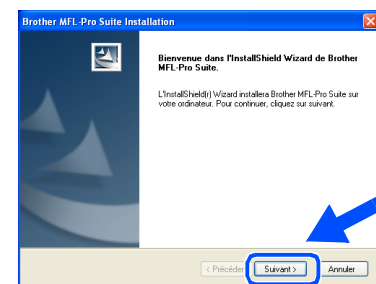 Brother MFL-Pro Suite Installation
Bienvenue dans l'InstallShield Wizard de Brother
MFL-Pro Suite.
L'InstallShield(r) Wizard installera Brother MFL-Pro Suite sur
votre ordinateur. Pour continuer, cliquez sur suivant.
< Précéden Suivant > Annuler